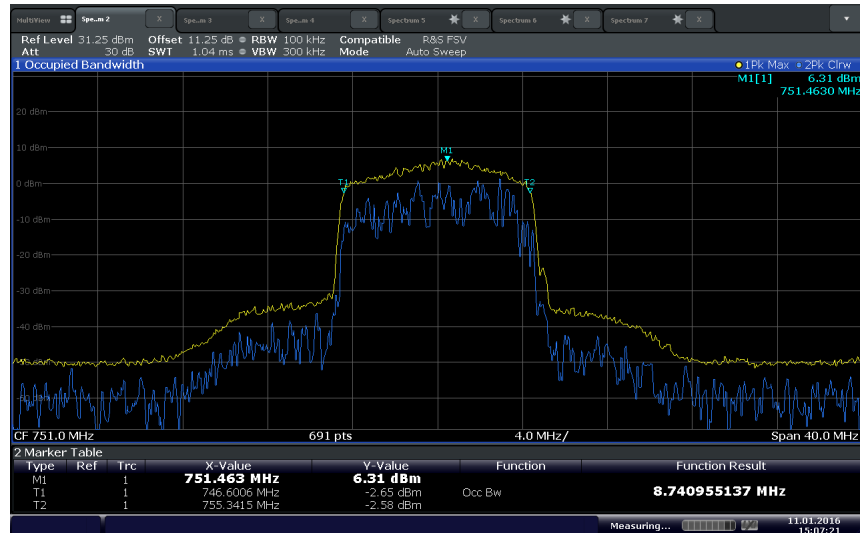 MultiView Spe..m 2 X Spe..m 3 X Spe..m 4 X Spectrum 5 X Spectrum 6 X Spectrum 7 X
Ref Level 31.25 dBm Offset 11.25 dB RBW 100 kHz Compatible R&S FSV
Att 30 dB SWT 1.04 ms VBW 300 kHz Mode Auto Sweep
1 Occupied Bandwidth 1Pk Max 2Pk Clrw
M1[1] 6.31 dBm
751.4630 MHz
20 dBm
10 dBm
M1
0 dBm
T1 T2
-10 dBm
-20 dBm
-30 dBm
-40 dBm
CF 751.0 MHz 691 pts 4.0 MHz/ Span 40.0 MHz
2 Marker Table
Type Ref Trc X-Value Y-Value Function Function Result
M1 1 751.463 MHz 6.31 dBm
T1 1 746.6006 MHz -2.65 dBm Occ Bw 8.740955137 MHz
T2 1 755.3415 MHz -2.58 dBm
Measuring... 11.01.2016
15:07:21